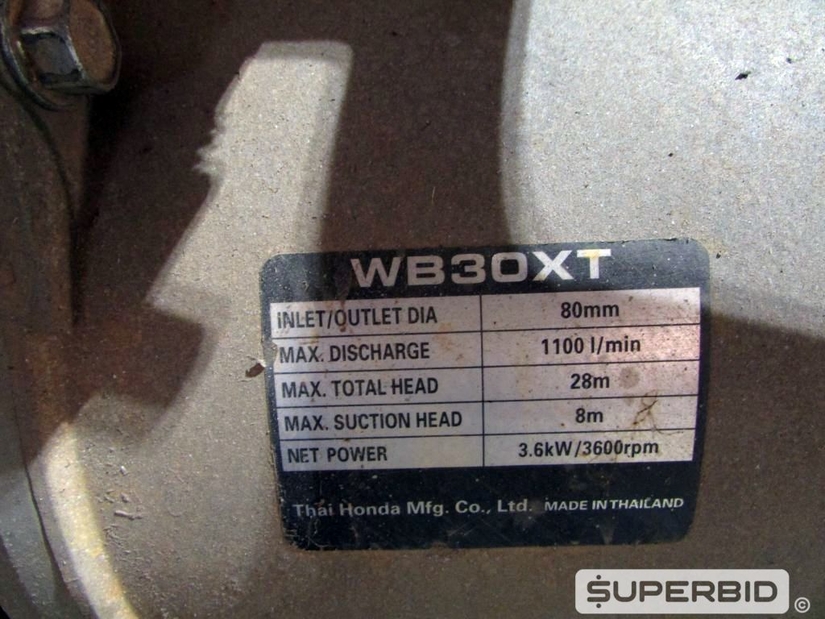 WB30XT
INLET/OUTLET DIA 80mm
MAX. DISCHARGE 1100 l/min
MAX. TOTAL HEAD 28m
MAX. SUCTION HEAD 8m
NET POWER 3.6kW/3600rpm
Thai Honda Mfg. Co., Ltd. MADE IN THAILAND
$UPERBID ©